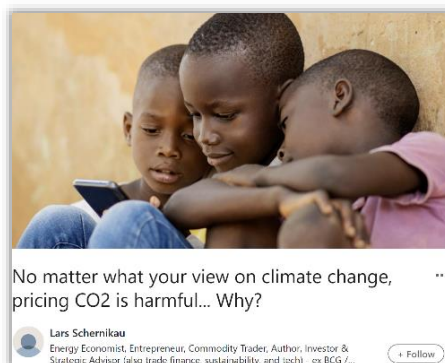 No matter what your view on climate change,
pricing CO2 is harmful... Why?
Lars Schernikau
Energy Economist, Entrepreneur, Commodity Trader, Author, Investor &
Strategic Advisor (also trade finance, sustainability, and tech) ex BCG /...
+ Follow